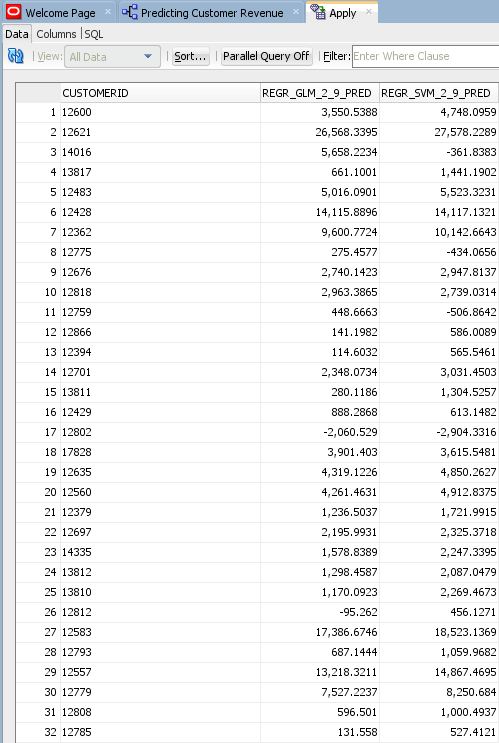 Welcome Page Predicting Customer Revenue Apply
Data Columns SQL
View: All Data Sort... Parallel Query Off Filter: Enter Where Clause
CUSTOMERID REGR_GLM_2_9_PRED REGR_SVM_2_9_PRED
1 12600 3,550.5388 4,748.0959
2 12621 26,568.3395 27,578.2289
3 14016 5,658.2234 -361.8383
4 13817 661.1001 1,441.1902
5 12483 5,016.0901 5,523.3231
6 12428 14,115.8896 14,117.1321
7 12362 9,600.7724 10,142.6643
8 12775 275.4577 -434.0656
9 12676 2,740.1423 2,947.8137
10 12818 2,963.3865 2,739.0314
11 12759 448.6663 -506.8642
12 12866 141.1982 586.0089
13 12394 114.6032 565.5461
14 12701 2,348.0734 3,031.4503
15 13811 280.1186 1,304.5257
16 12429 888.2868 613.1482
17 12802 -2,060.529 -2,904.3316
18 17828 3,901.403 3,615.5481
19 12635 4,319.1226 4,850.2627
20 12560 4,261.4631 4,912.8375
21 12379 1,236.5037 1,721.9915
22 12697 2,195.9931 2,325.3718
23 14335 1,578.8389 2,247.3395
24 13812 1,298.4587 2,087.0479
25 13810 1,170.0923 2,269.4673
26 12812 -95.262 456.1271
27 12583 17,386.6746 18,523.1369
28 12793 687.1444 1,059.9682
29 12557 13,218.3211 14,867.4695
30 12779 7,527.2237 8,250.684
31 12808 596.501 1,000.4937
32 12785 131.558 527.4121